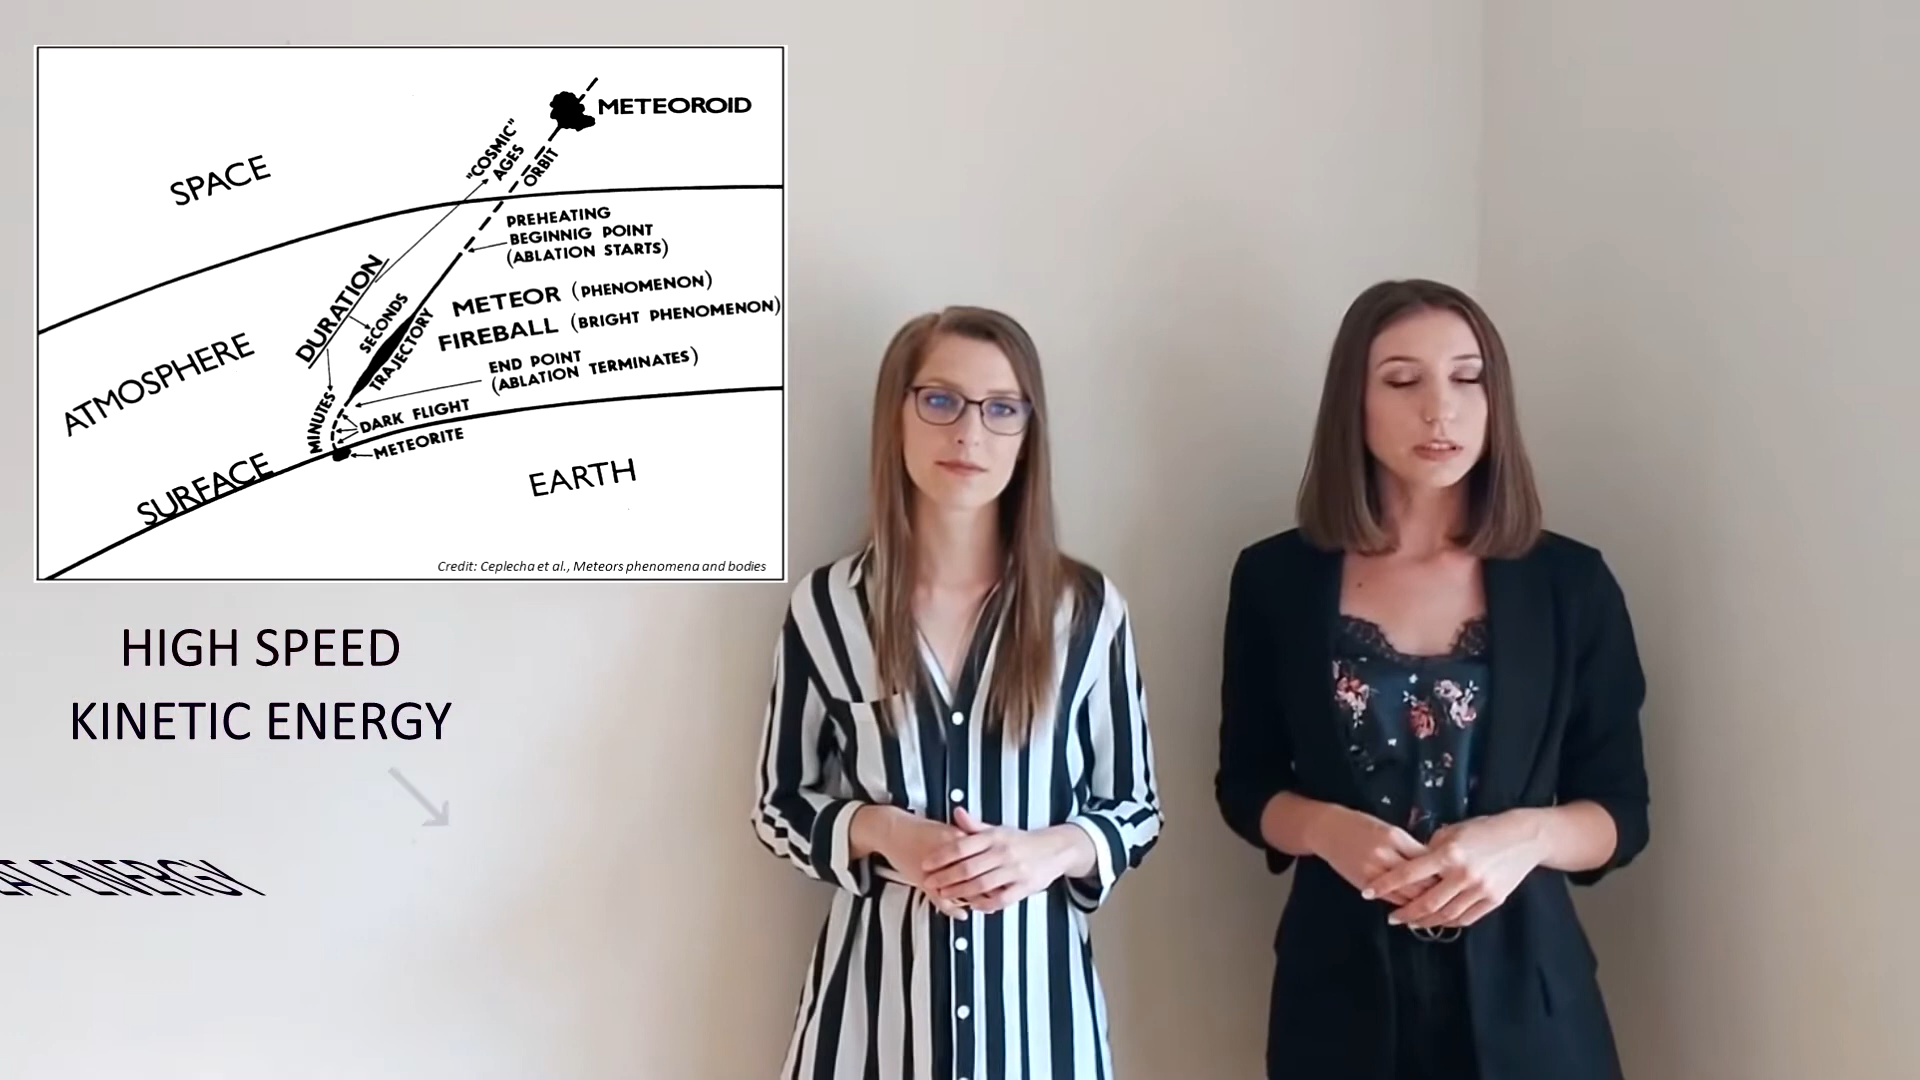 METEOROID
"COSMIC"
AGES
ORBIT
SPACE
PREHEATING
BEGINNIG POINT
(ABLATION STARTS)
DURATION
SECONDS
TRAJECTORY
METEOR (PHENOMENON)
FIREBALL (BRIGHT PHENOMENON)
ATMOSPHERE
END POINT
(ABLATION TERMINATES)
MINUTES
DARK FLIGHT
METEORITE
SURFACE
EARTH
Credit: Ceplecha et al., Meteors phenomena and bodies
HIGH SPEED
KINETIC ENERGY
ENERGY